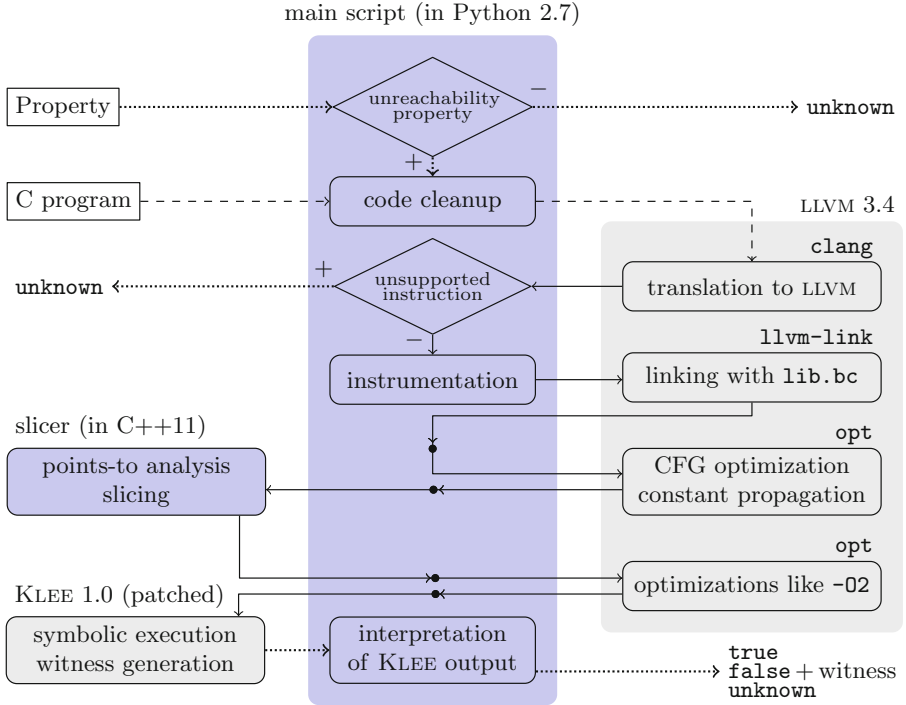 main script (in Python 2.7)
unreachability
property
−
Property
unknown
+
C program
code cleanup
LLVM 3.4
clang
+
unsupported
instruction
translation to LLVM
unknown
−
llvm-link
instrumentation
linking with lib.bc
slicer (in C++11)
opt
points-to analysis
slicing
CFG optimization
constant propagation
opt
optimizations like -O2
KLEE 1.0 (patched)
symbolic execution
witness generation
interpretation
of KLEE output
true
false + witness
unknown